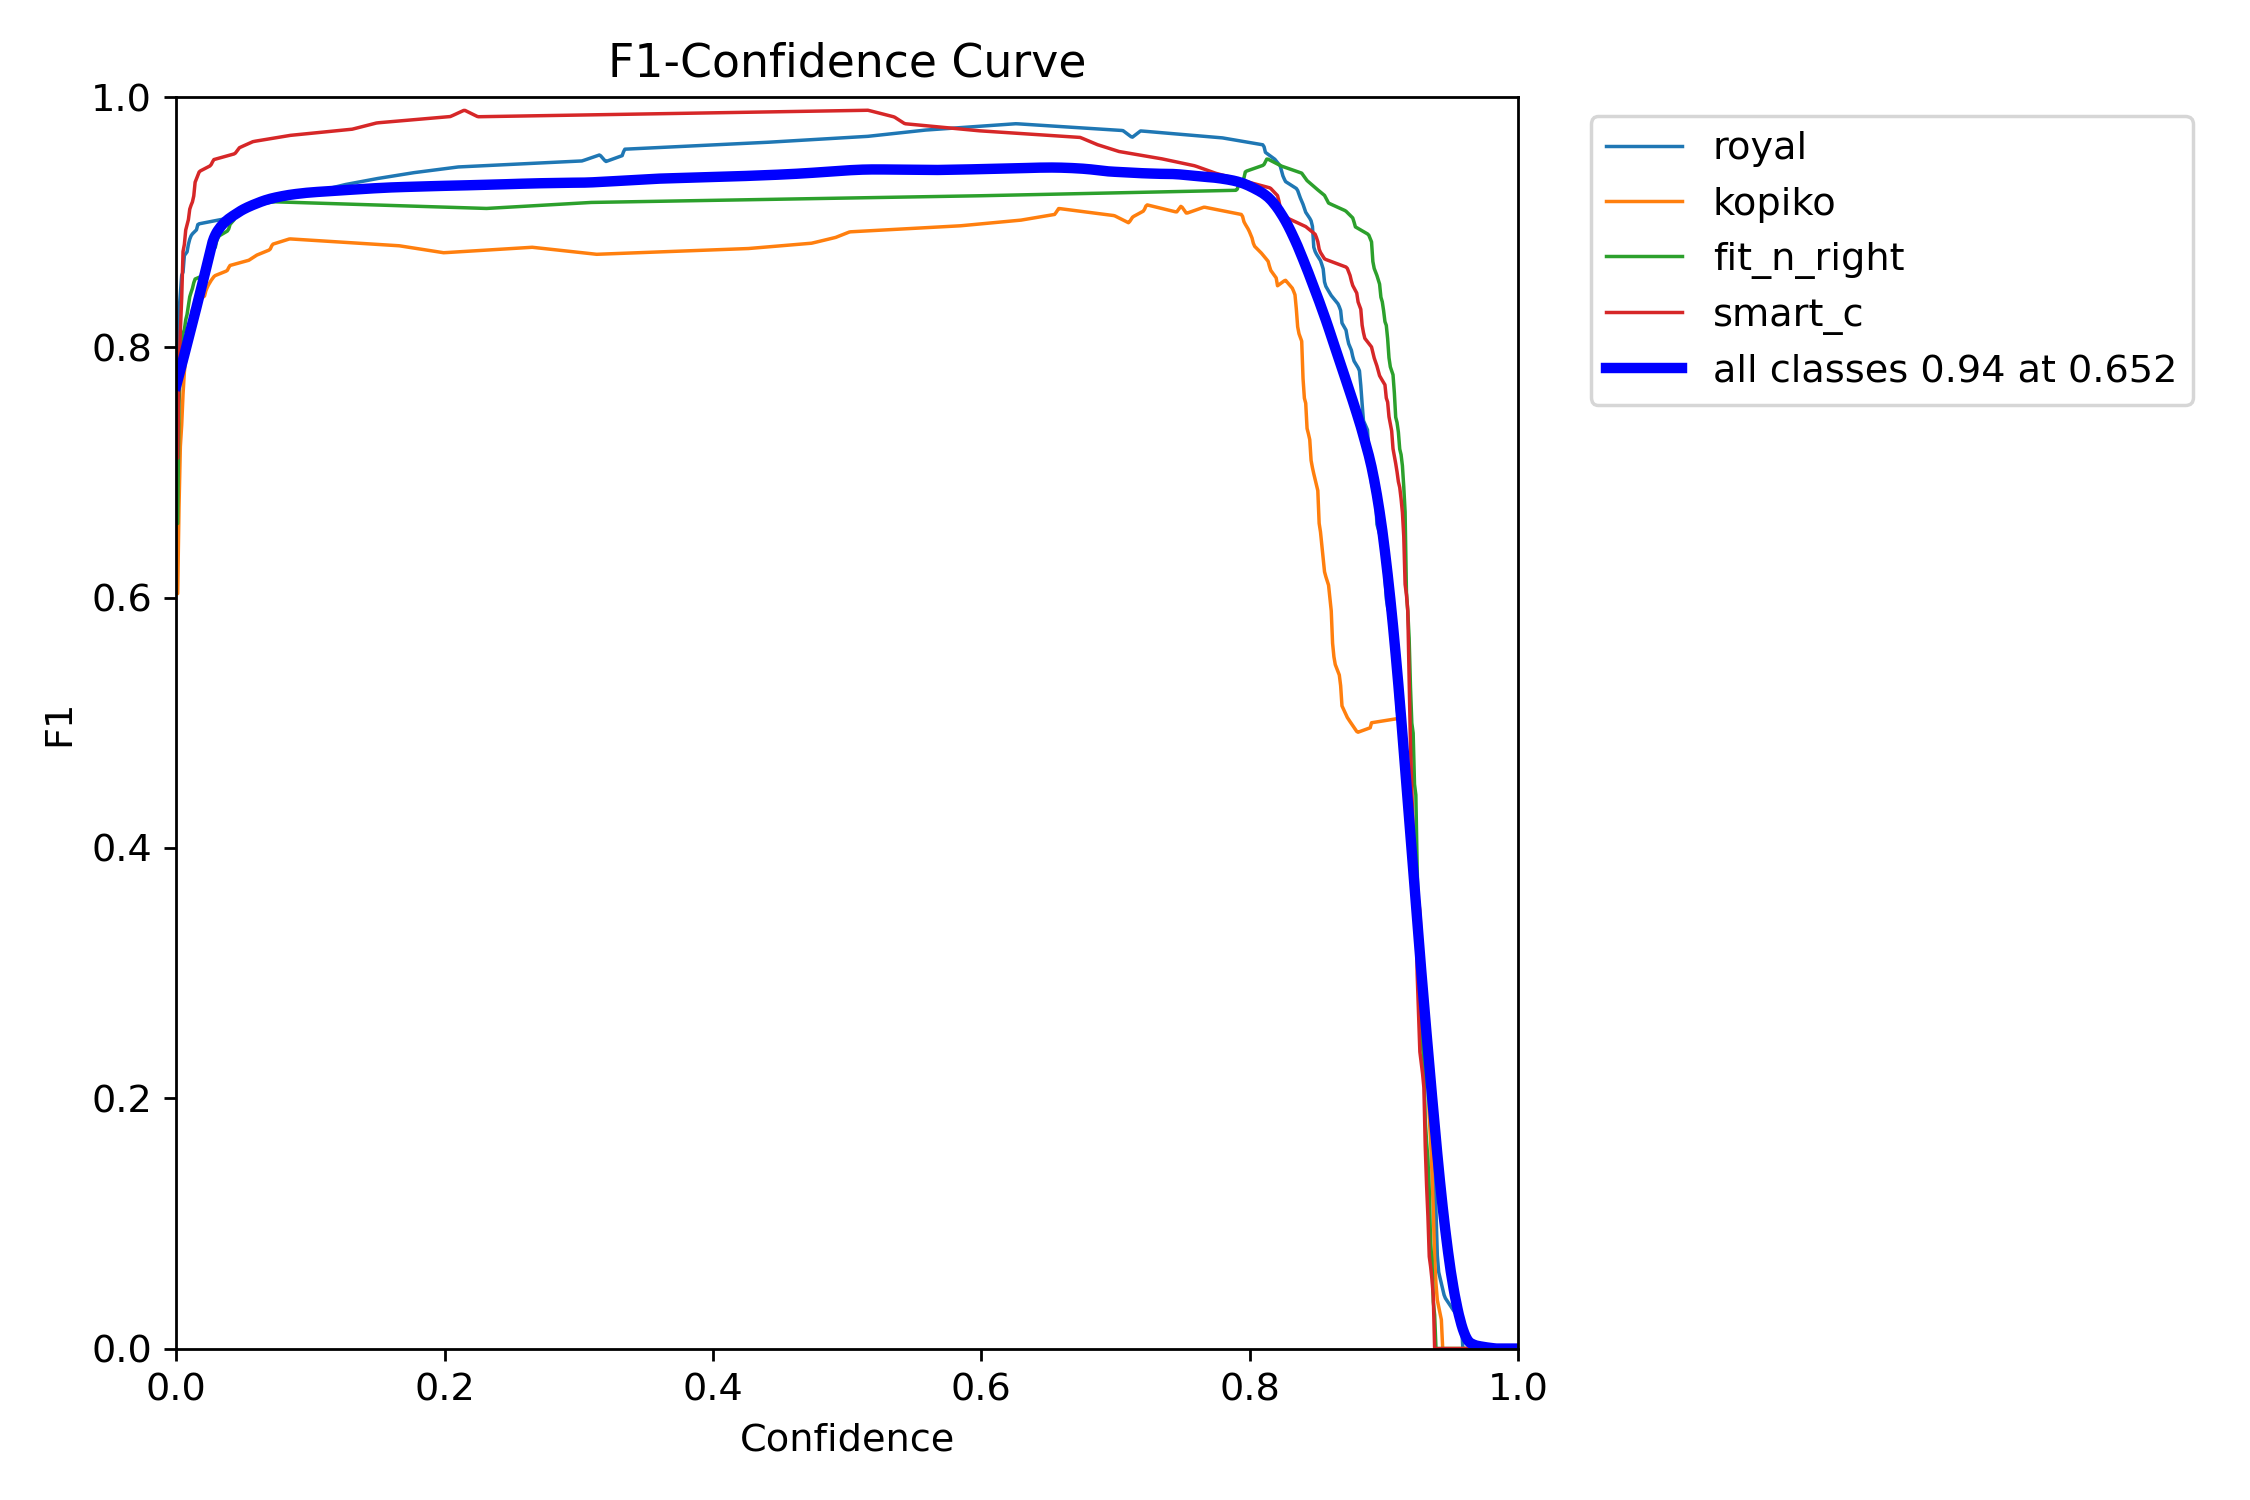 F1-Confidence Curve
1.0
0.8
0.6
0.4
0.2
0.0
F1
0.0 0.2 0.4 0.6 0.8 1.0
Confidence
royal
kopiko
fit_n_right
smart_c
all classes 0.94 at 0.652